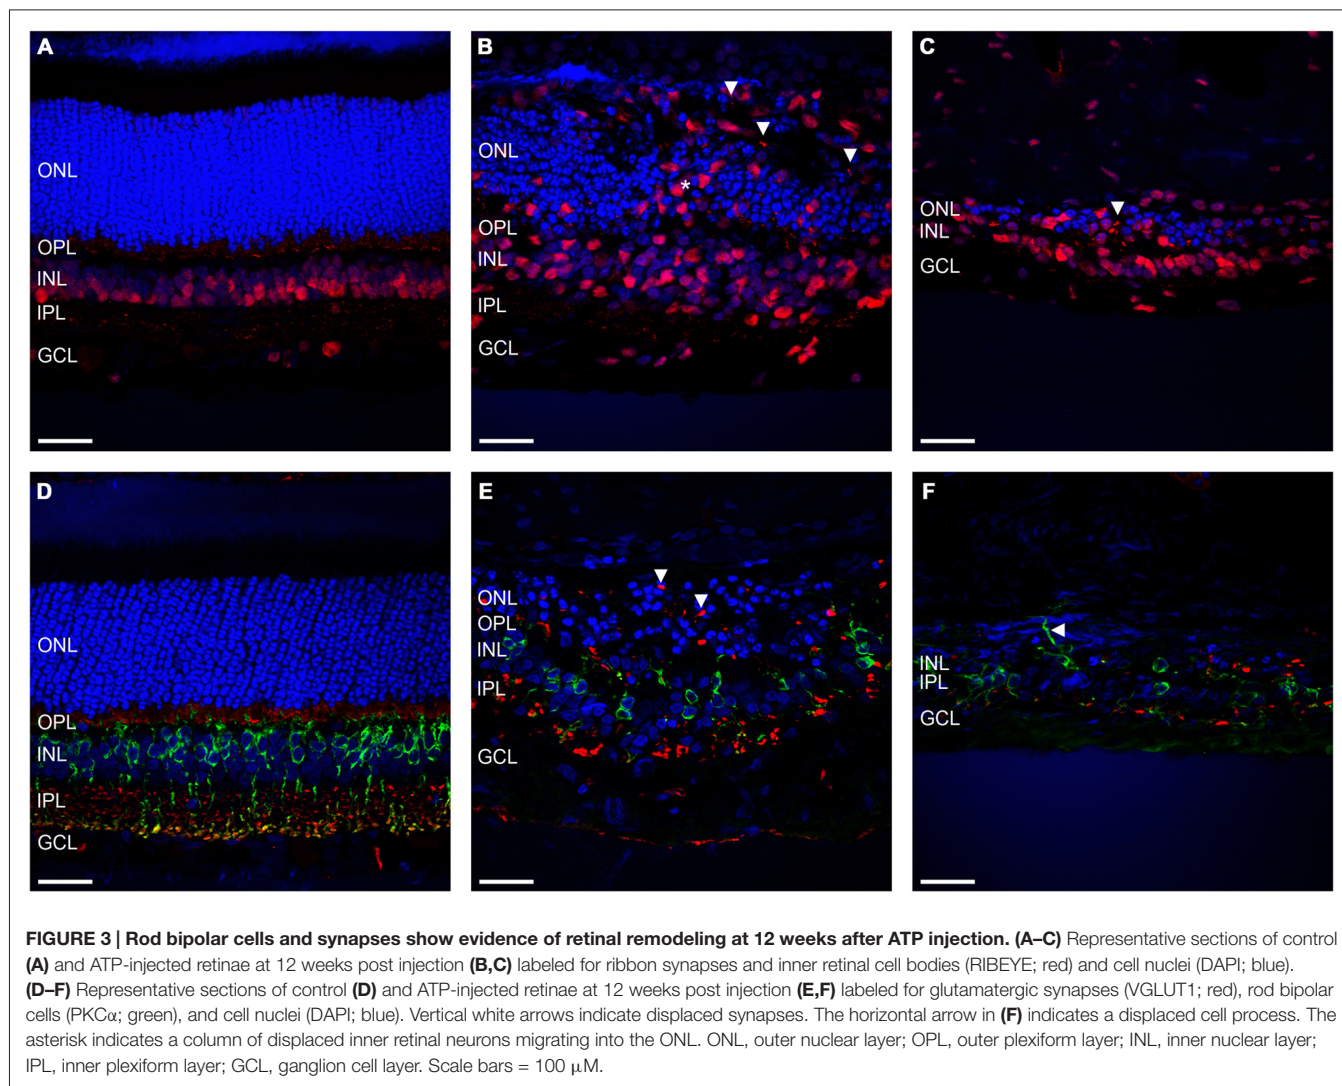 A
ONL
OPL
INL
IPL
GCL
B
ONL
*
OPL
INL
IPL
GCL
C
ONL
INL
GCL
D
ONL
OPL
INL
IPL
GCL
E
ONL
OPL
INL
IPL
GCL
F
INL
IPL
GCL
FIGURE 3 | Rod bipolar cells and synapses show evidence of retinal remodeling at 12 weeks after ATP injection. (A–C) Representative sections of control
(A) and ATP-injected retinae at 12 weeks post injection (B,C) labeled for ribbon synapses and inner retinal cell bodies (RIBEYE; red) and cell nuclei (DAPI; blue).
(D–F) Representative sections of control (D) and ATP-injected retinae at 12 weeks post injection (E,F) labeled for glutamatergic synapses (VGLUT1; red), rod bipolar
cells (PKCα; green), and cell nuclei (DAPI; blue). Vertical white arrows indicate displaced synapses. The horizontal arrow in (F) indicates a displaced cell process. The
asterisk indicates a column of displaced inner retinal neurons migrating into the ONL. ONL, outer nuclear layer; OPL, outer plexiform layer; INL, inner nuclear layer;
IPL, inner plexiform layer; GCL, ganglion cell layer. Scale bars = 100 μM.